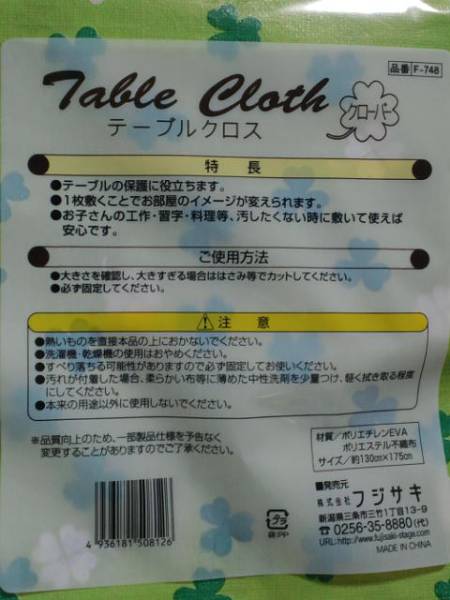 品番 F-748
Table Cloth
クローバー
テーブルクロス
特長
●テーブルの保護に役立ちます。
●1枚敷くことでお部屋のイメージが変えられます。
●お子さんの工作・習字・料理等、汚したくない時に敷いて使えば
安心です。
ご使用方法
●大きさを確認し、大きすぎる場合ははさみ等でカットしてください。
●必ず固定してください。
⚠注意
●熱いものを直接本品の上におかないでください。
●洗濯機・乾燥機の使用はおやめください。
●すべり落ちる可能性がありますので必ず固定してお使いください。
●汚れが付着した場合、柔らかい布等に薄めた中性洗剤を少量つけ、軽く拭き取る程度
にしてください。
●本来の用途以外に使用しないでください。
※品質向上のため、一部製品仕様を予告なく
変更することがありますのでご了承ください。
材質／ポリエチレンEVA
ポリエステル不織布
サイズ／約130cm×175cm
■発売元
株式会社フジサキ
新潟県三条市三竹1丁目13-9
☎0256-35-8880(代)
URL:http://www.fujisaki-stage.com
MADE IN CHINA
プラ
袋:PP
4 936181 508126